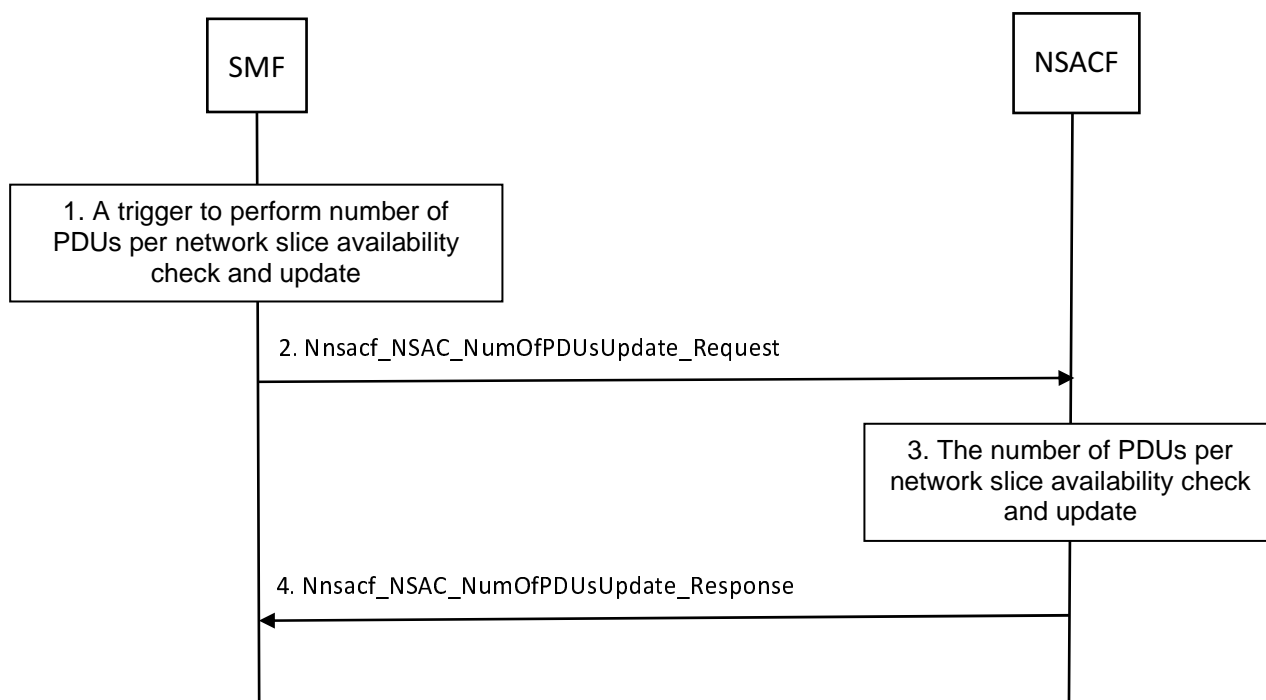 SMF
NSACF
1. A trigger to perform number of
PDUs per network slice availability
check and update
2. Nnsacf_NSAC_NumOfPDUsUpdate_Request
3. The number of PDUs per
network slice availability check
and update
4. Nnsacf_NSAC_NumOfPDUsUpdate_Response